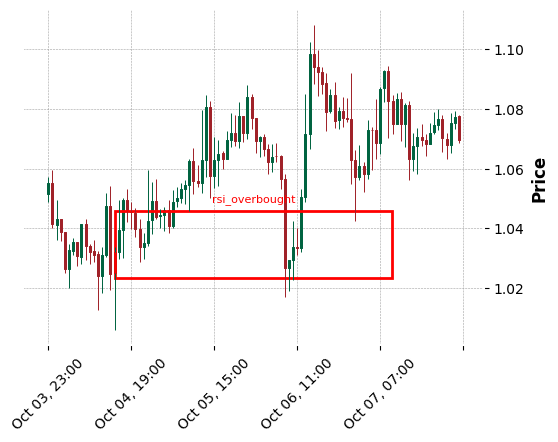 1.10
1.08
1.06
1.04
1.02
Price
rsi_overbought
Oct 03, 23:00
Oct 04, 19:00
Oct 05, 15:00
Oct 06, 11:00
Oct 07, 07:00